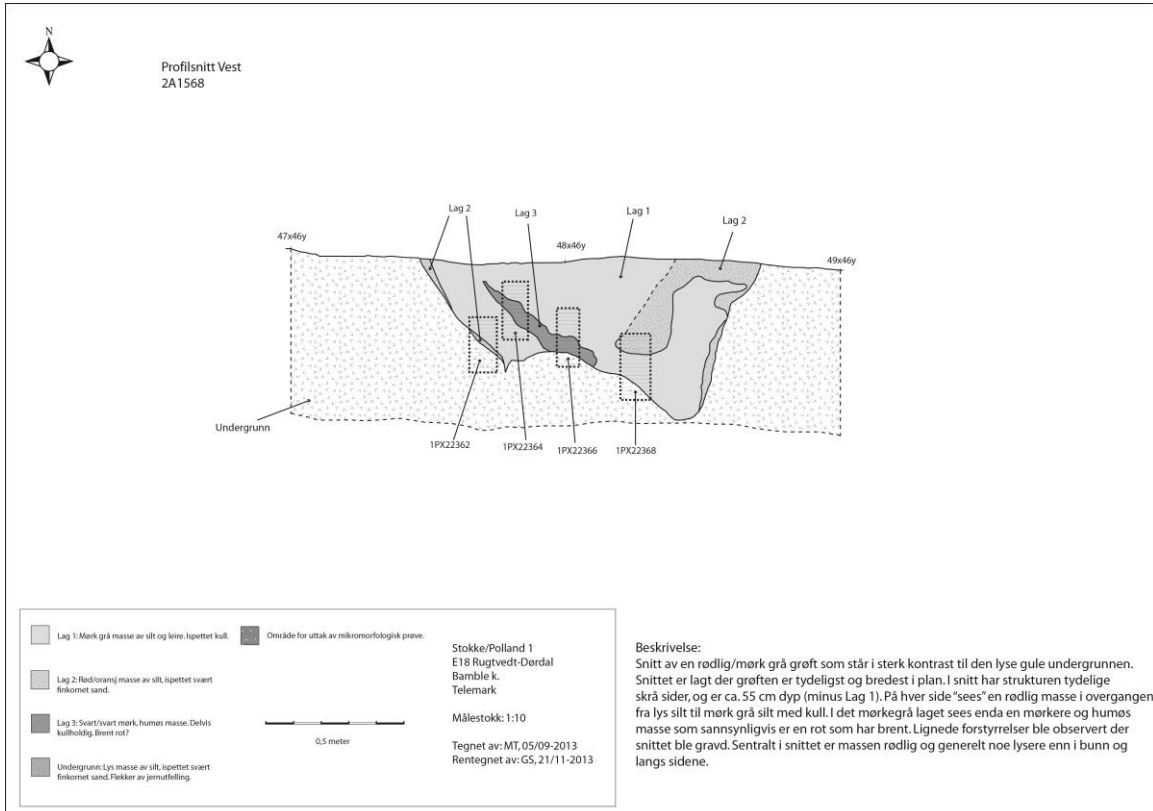 N
Profilsnitt Vest
2A1568
Lag 2
Lag 3
Lag 1
Lag 2
47x46y
48x46y
49x46y
Undergrunn
1PX22362
1PX22364
1PX22366
1PX22368
Lag 1: Mørk grå masse av silt og leire. Ispettet kull.
Område for uttak av mikromorfologisk prøve.
Lag 2: Rød/oransj masse av silt, ispettet svært
finkornet sand.
Lag 3: Svart/svart mørk, humøs masse. Delvis
kullholdig. Brent rot?
Undergrunn: Lys masse av silt, ispettet svært
finkornet sand. Flekker av jernutfelling.
0,5 meter
Stokke/Polland 1
E18 Rugtvedt-Dørdal
Bamble k.
Telemark
Målestokk: 1:10
Tegnet av: MT, 05/09-2013
Rentegnet av: GS, 21/11-2013
Beskrivelse:
Snitt av en rødlig/mørk grå grøft som står i sterk kontrast til den lyse gule undergrunnen.
Snittet er lagt der grøften er tydeligst og bredest i plan. I snitt har strukturen tydelige
skrå sider, og er ca. 55 cm dyp (minus Lag 1). På hver side "sees" en rødlig masse i overgangen
fra lys silt til mørk grå silt med kull. I det mørkegrå laget sees enda en mørkere og humøs
masse som sannsynligvis er en rot som har brent. Lignede forstyrrelser ble observert der
snittet ble gravd. Sentralt i snittet er massen rødlig og generelt noe lysere enn i bunn og
langs sidene.